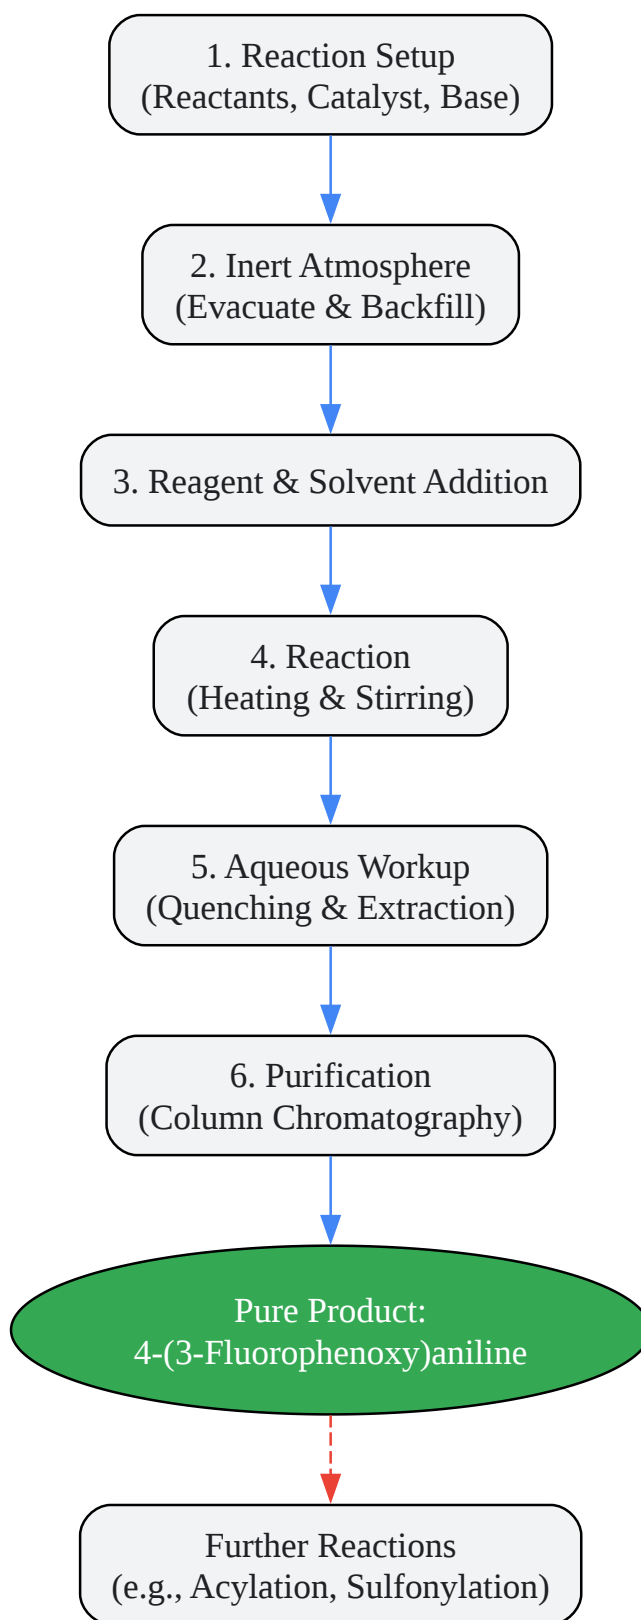 1. Reaction Setup
(Reactants, Catalyst, Base)
2. Inert Atmosphere
(Evacuate & Backfill)
3. Reagent & Solvent Addition
4. Reaction
(Heating & Stirring)
5. Aqueous Workup
(Quenching & Extraction)
6. Purification
(Column Chromatography)
Pure Product:
4-(3-Fluorophenoxy)aniline
Further Reactions
(e.g., Acylation, Sulfonylation)